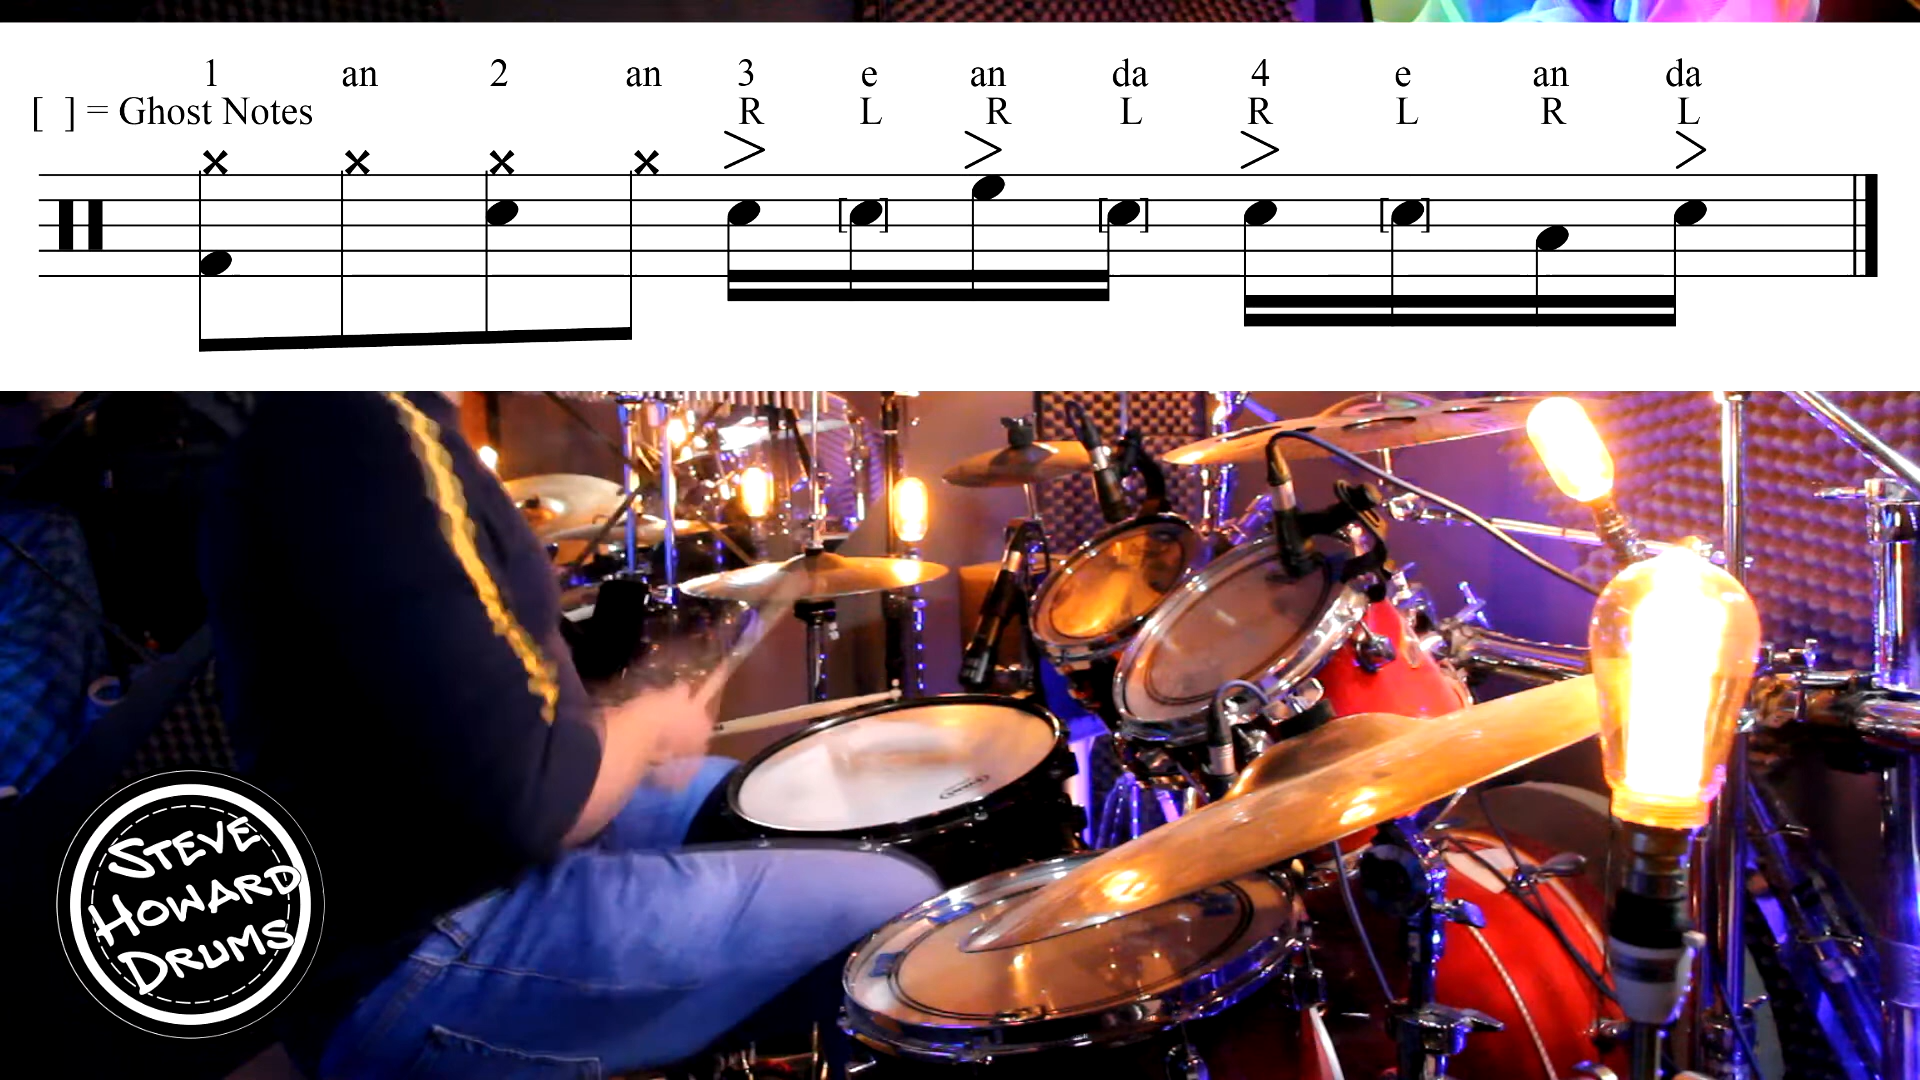 1 an 2 an 3 e an da 4 e an da
[ ] = Ghost Notes R L R L R L R L
STEVE
HOWARD
DRUMS